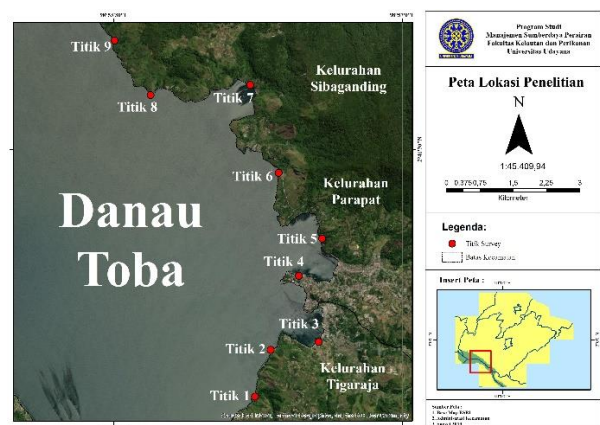 Titik 9
Titik 8
Titik 7
Kelurahan
Sibaganding
Titik 6
Kelurahan
Parapat
Danau
Toba
Titik 5
Titik 4
Titik 3
Titik 2
Kelurahan
Tigaraja
Titik 1
Program Studi
Manajemen Sumberdaya Perairan
Fakultas Kelautan dan Perikanan
Universitas Udayana
Peta Lokasi Penelitian
N
1:45.409,94
0 0,375 0,75 1,5 2,25 3
Kilometer
Legenda:
Titik Survey
Batas Kecamatan
Insert Peta :
Sumber Peta :